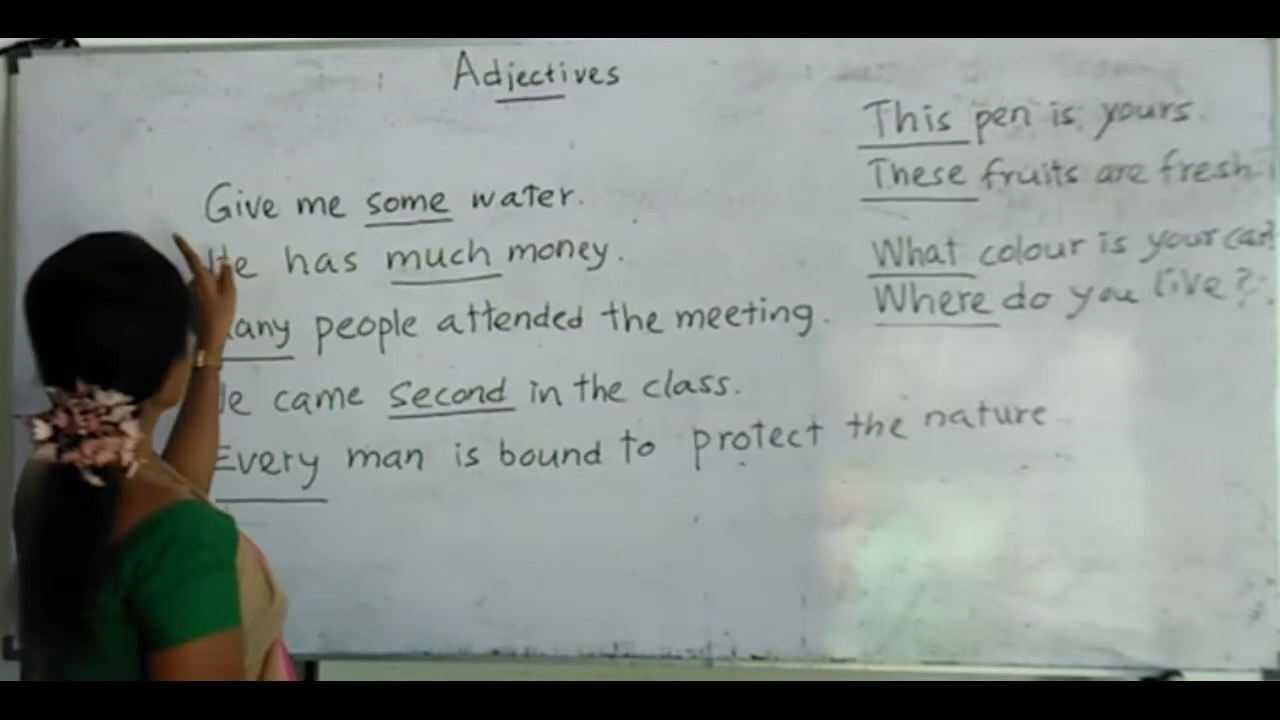 Adjectives
Give me some water.
He has much money.
any people attended the meeting.
e came second in the class.
Every man is bound to protect the nature
This pen is yours.
These fruits are fresh.
What colour is your car?
Where do you live?